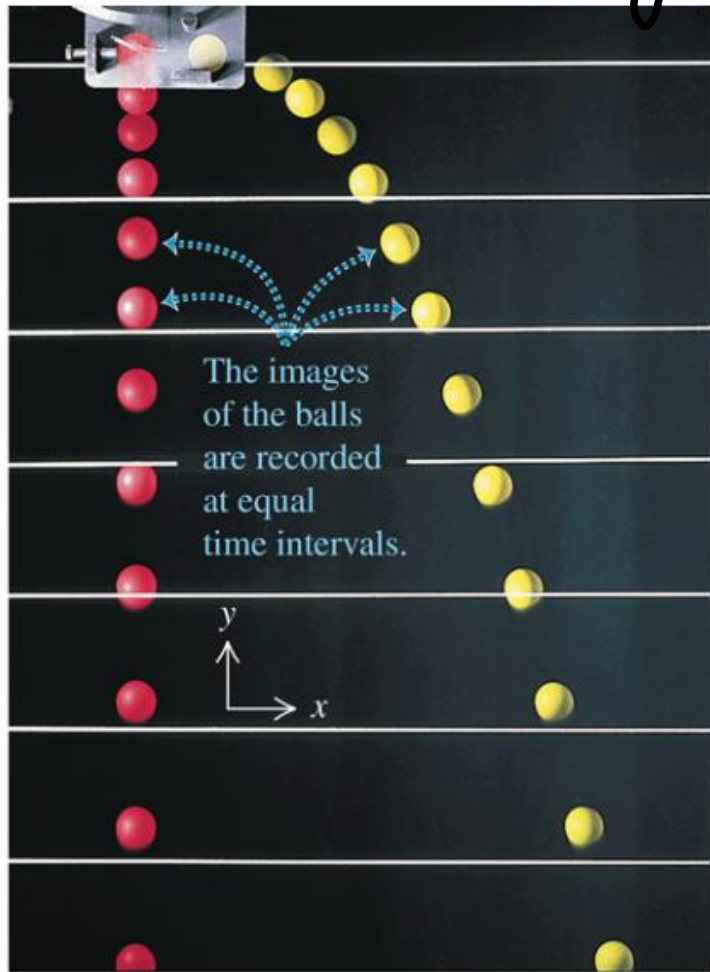 The images
of the balls
are recorded
at equal
time intervals.
y
x